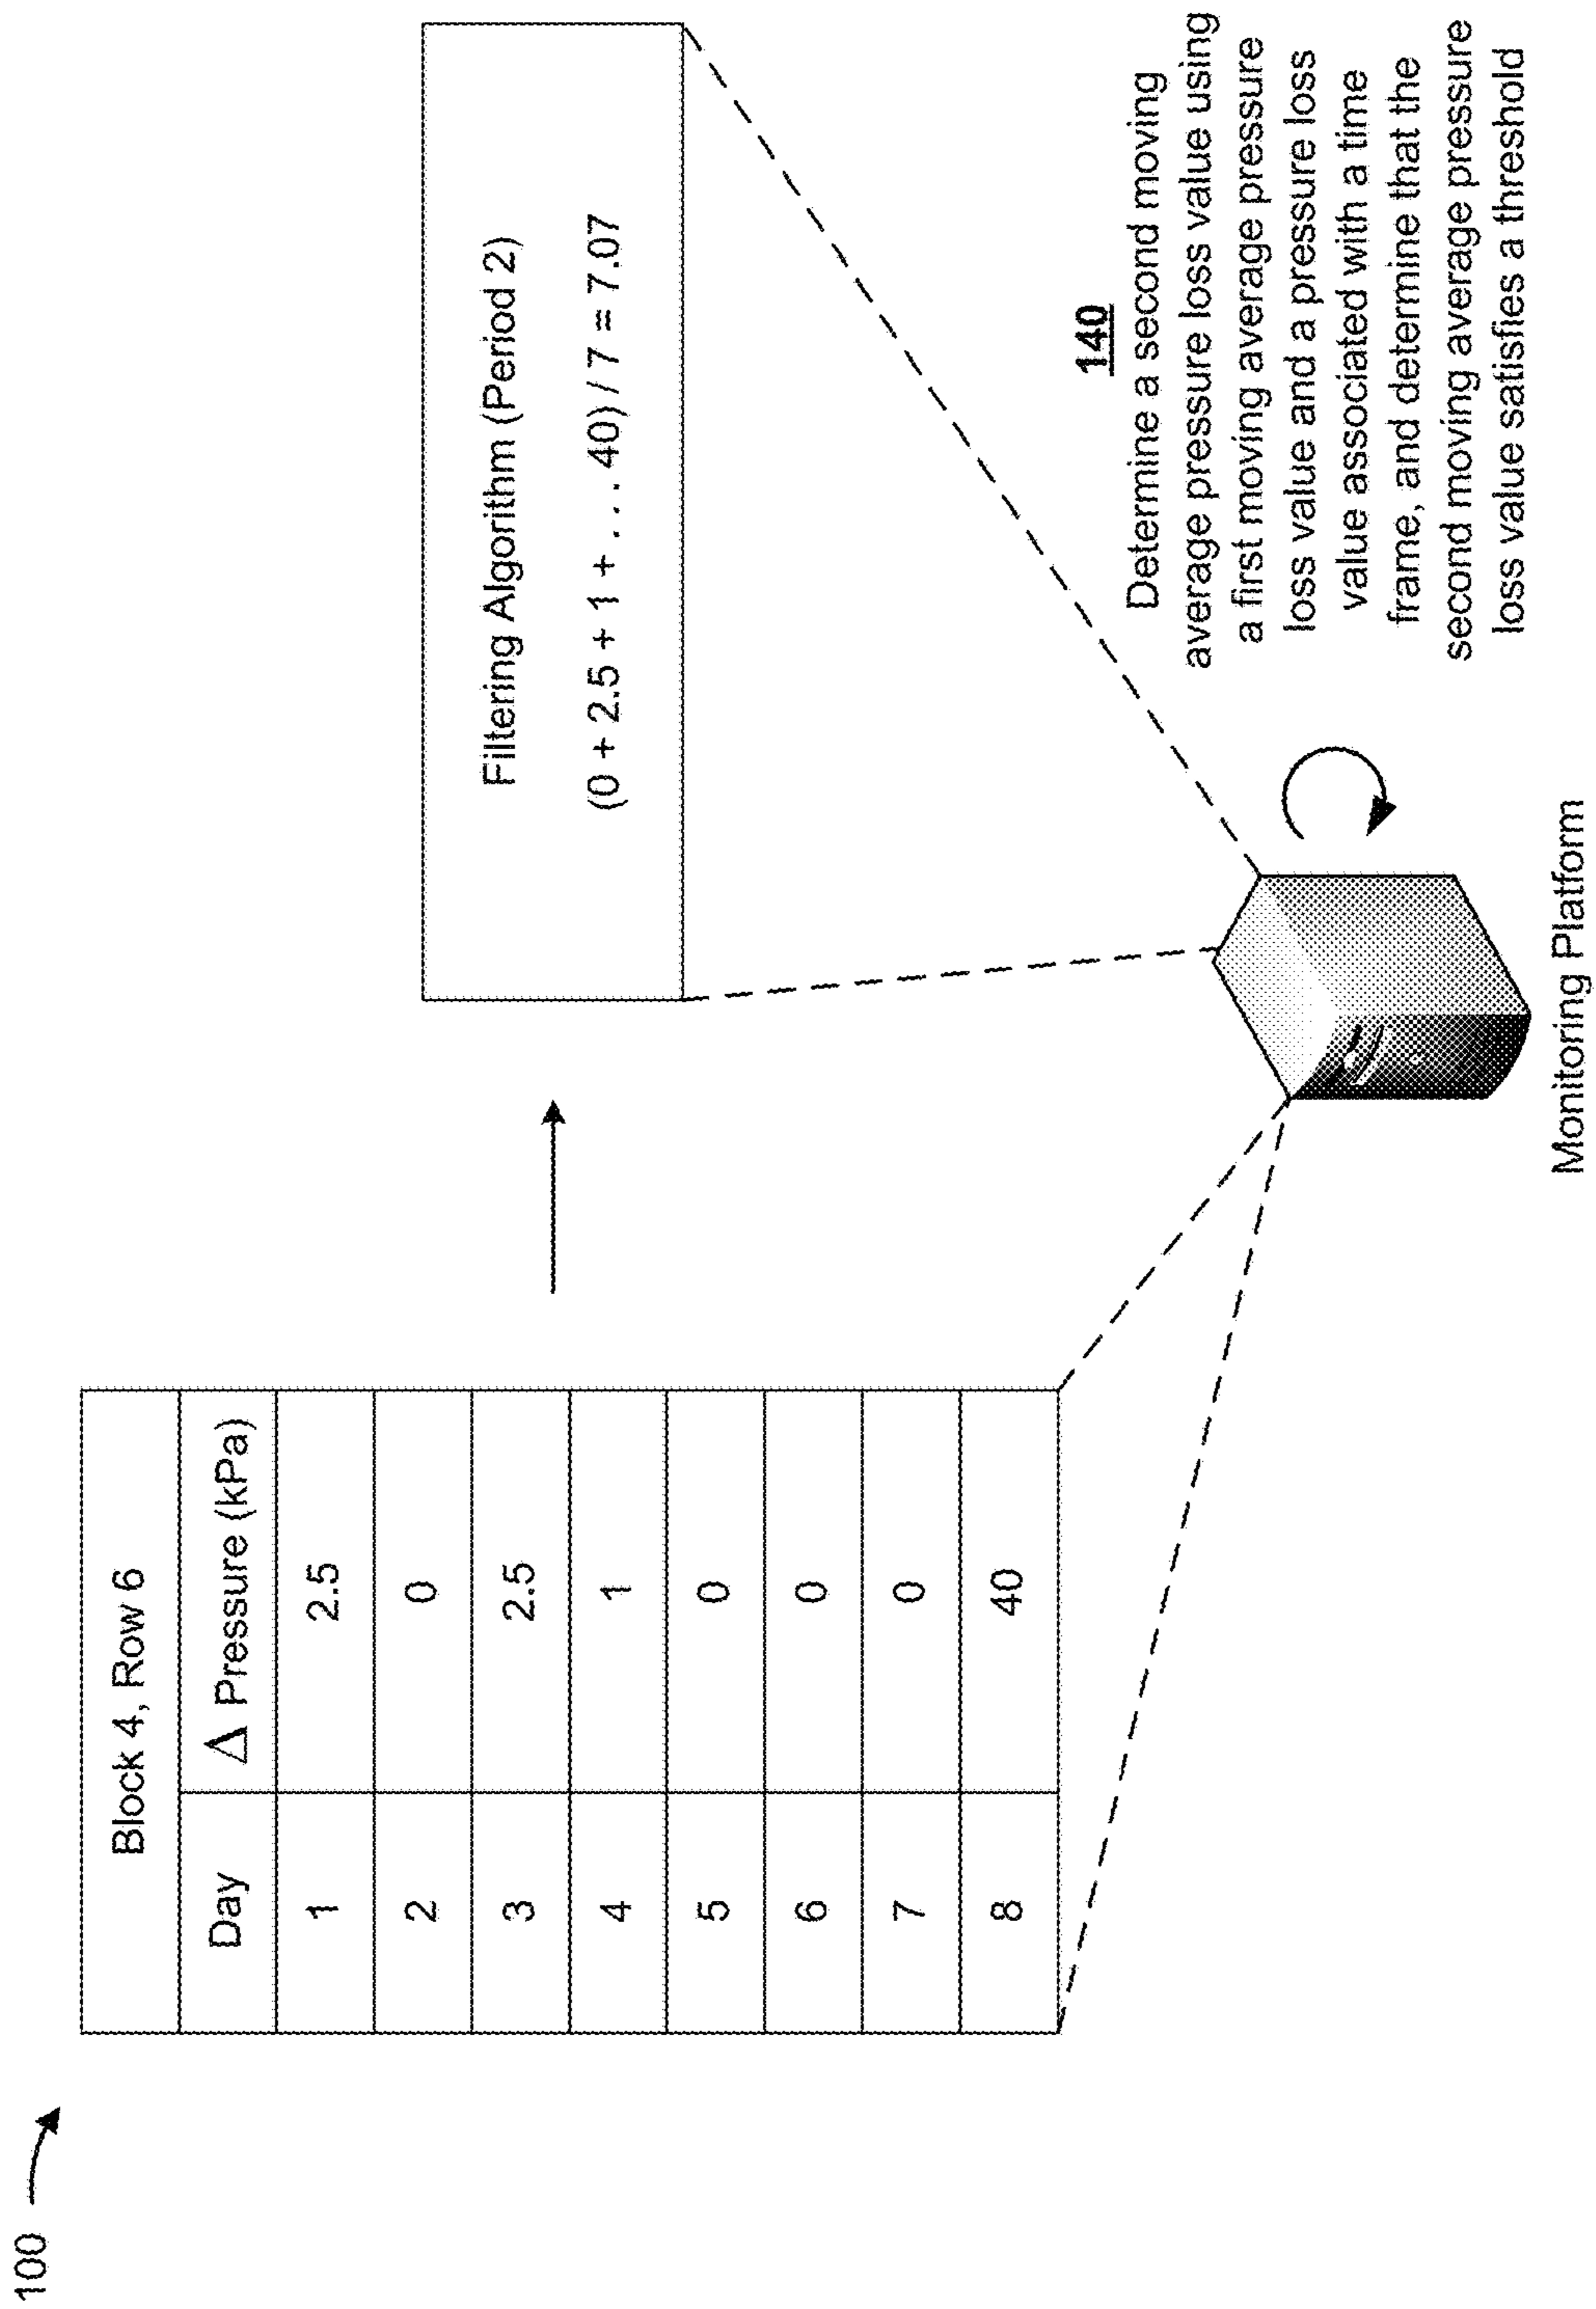 100
Block 4, Row 6
Day Δ Pressure (kPa)
1 2.5
2 0
3 2.5
4 1
5 0
6 0
7 0
8 40
Filtering Algorithm (Period 2)
(0 + 2.5 + 1 + . . . 40) / 7 = 7.07
140
Determine a second moving
average pressure loss value using
a first moving average pressure
loss value and a pressure loss
value associated with a time
frame, and determine that the
second moving average pressure
loss value satisfies a threshold
Monitoring Platform